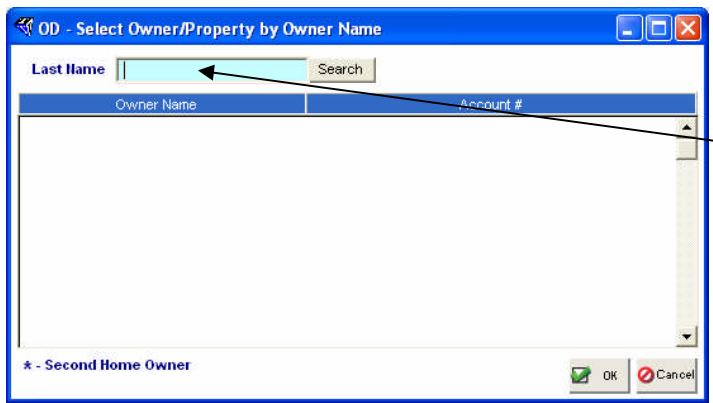 OD - Select Owner/Property by Owner Name
Last Name Search
Owner Name Account #
* - Second Home Owner
OK Cancel